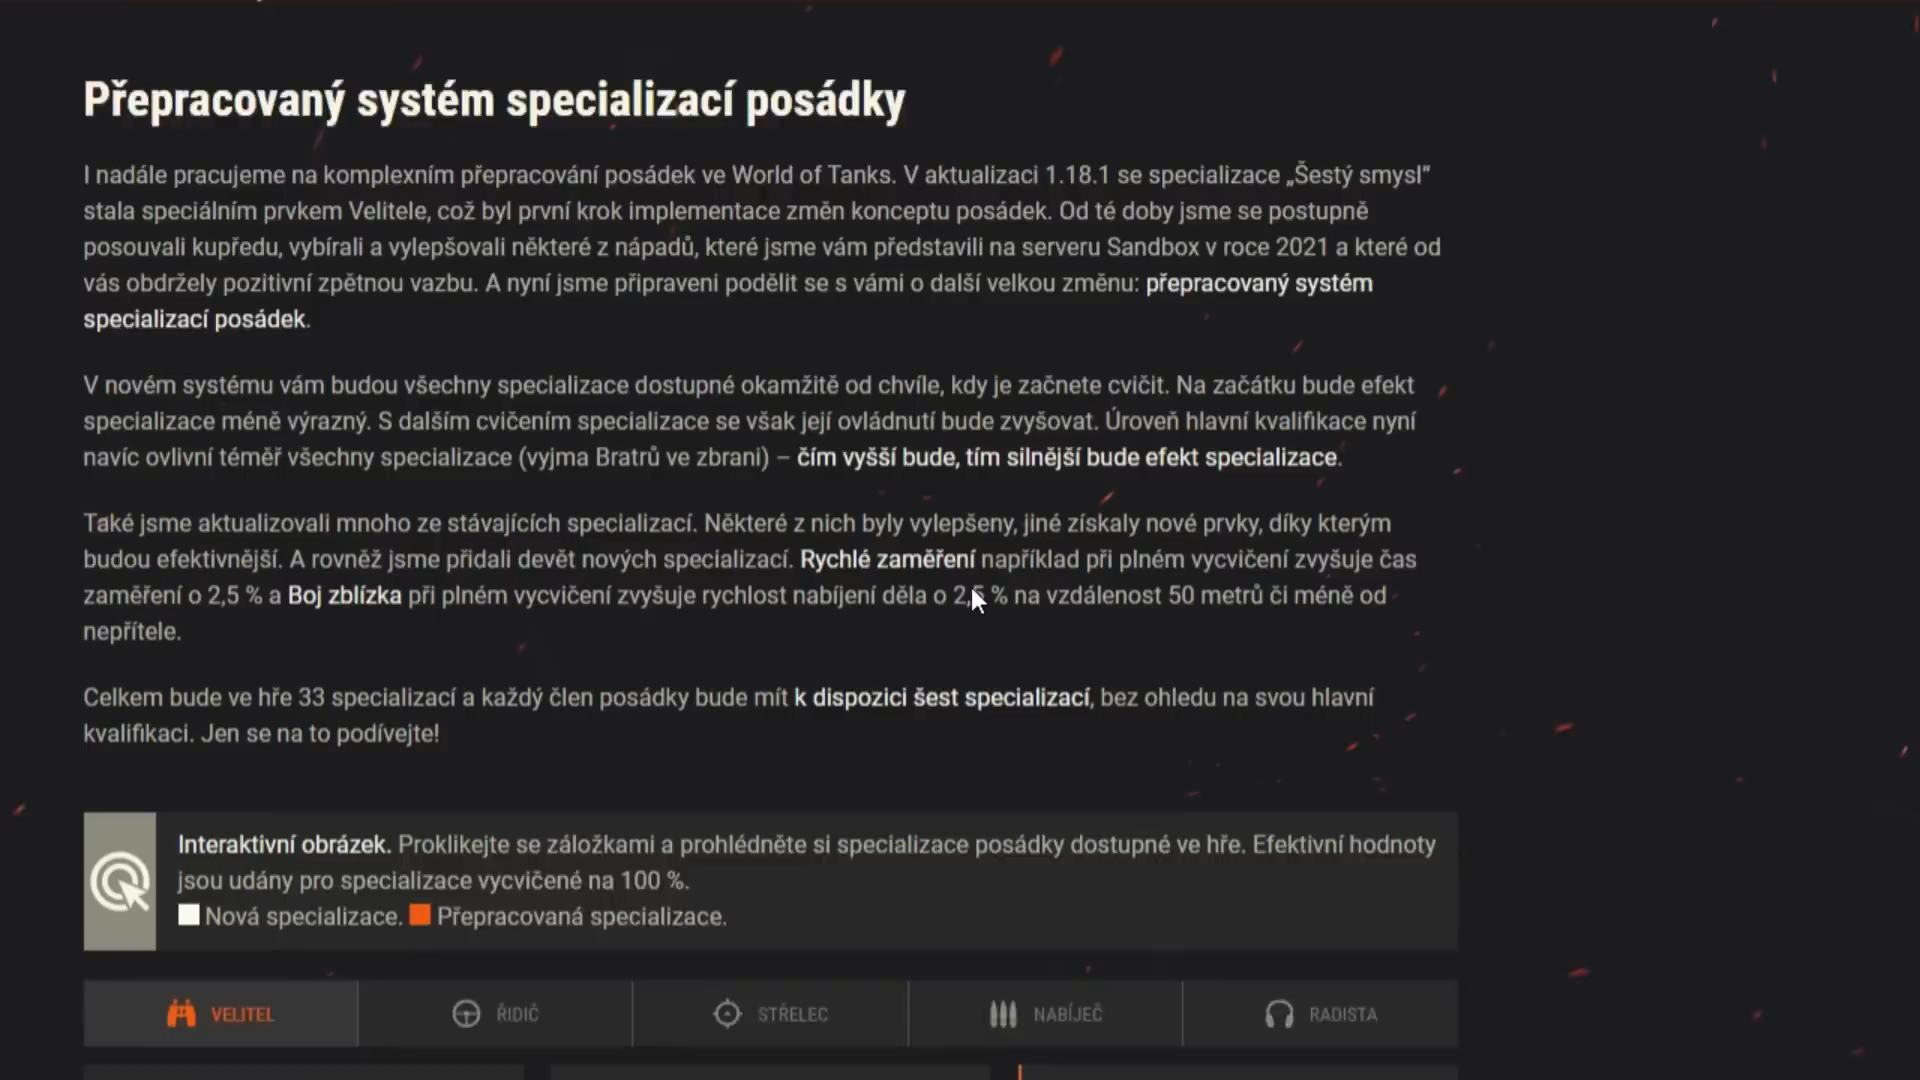 Přepracovaný systém specializací posádky
I nadále pracujeme na komplexním přepracování posádek ve World of Tanks. V aktualizaci 1.18.1 se specializace „Šestý smysl"
stala speciálním prvkem Velitele, což byl první krok implementace změn konceptu posádek. Od té doby jsme se postupně
posouvali kupředu, vybírali a vylepšovali některé z nápadů, které jsme vám představili na serveru Sandbox v roce 2021 a které od
vás obdržely pozitivní zpětnou vazbu. A nyní jsme připraveni podělit se s vámi o další velkou změnu: přepracovaný systém
specializací posádek.
V novém systému vám budou všechny specializace dostupné okamžitě od chvíle, kdy je začnete cvičit. Na začátku bude efekt
specializace méně výrazný. S dalším cvičením specializace se však její ovládnutí bude zvyšovat. Úroveň hlavní kvalifikace nyní
navíc ovlivní téměř všechny specializace (vyjma Bratrů ve zbrani) – čím vyšší bude, tím silnější bude efekt specializace.
Také jsme aktualizovali mnoho ze stávajících specializací. Některé z nich byly vylepšeny, jiné získaly nové prvky, díky kterým
budou efektivnější. A rovněž jsme přidali devět nových specializací. Rychlé zaměření například při plném vycvičení zvyšuje čas
zaměření o 2,5 % a Boj zblízka při plném vycvičení zvyšuje rychlost nabíjení děla o 2,5 % na vzdálenost 50 metrů či méně od
nepřítele.
Celkem bude ve hře 33 specializací a každý člen posádky bude mít k dispozici šest specializací, bez ohledu na svou hlavní
kvalifikaci. Jen se na to podívejte!
Interaktivní obrázek. Proklikejte se záložkami a prohlédněte si specializace posádky dostupné ve hře. Efektivní hodnoty
jsou udány pro specializace vycvičené na 100 %.
Nová specializace. Přepracovaná specializace.
VELITEL ŘIDIČ STŘELEC NABÍJEČ RADISTA